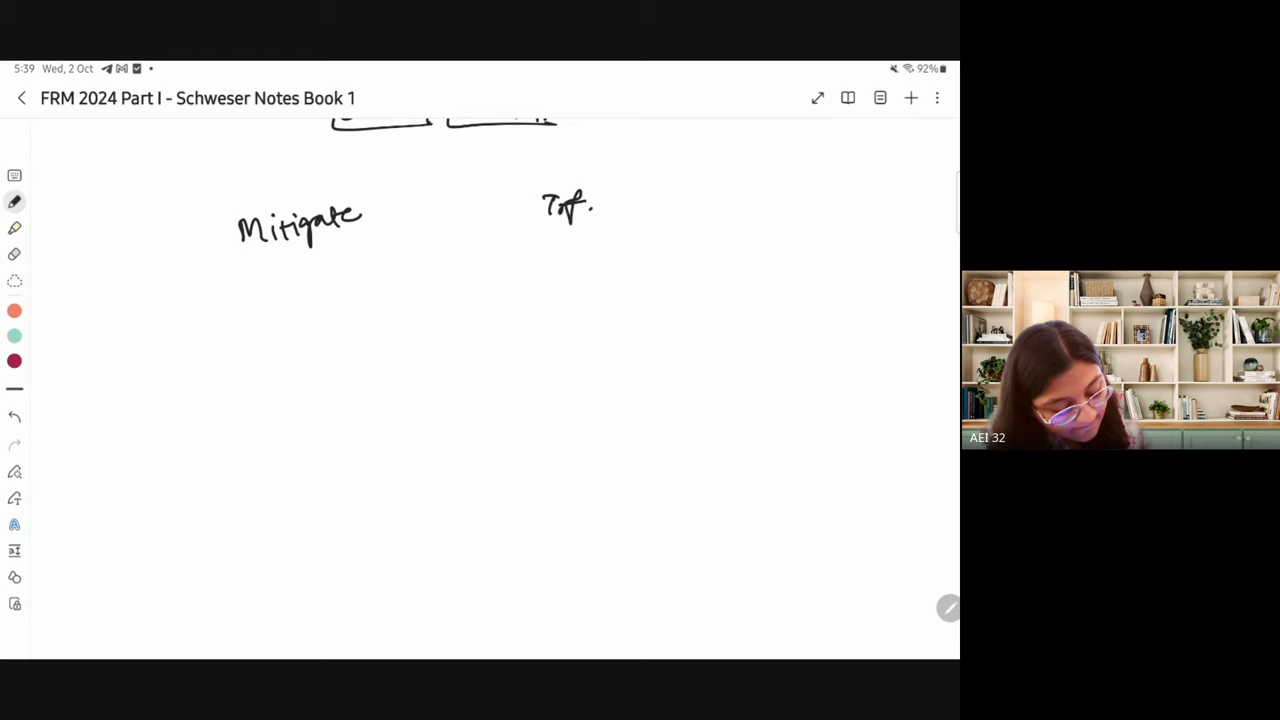 5:39 Wed, 2 Oct
92%
FRM 2024 Part I - Schweser Notes Book 1
Mitigate
Trf.
AEI 32